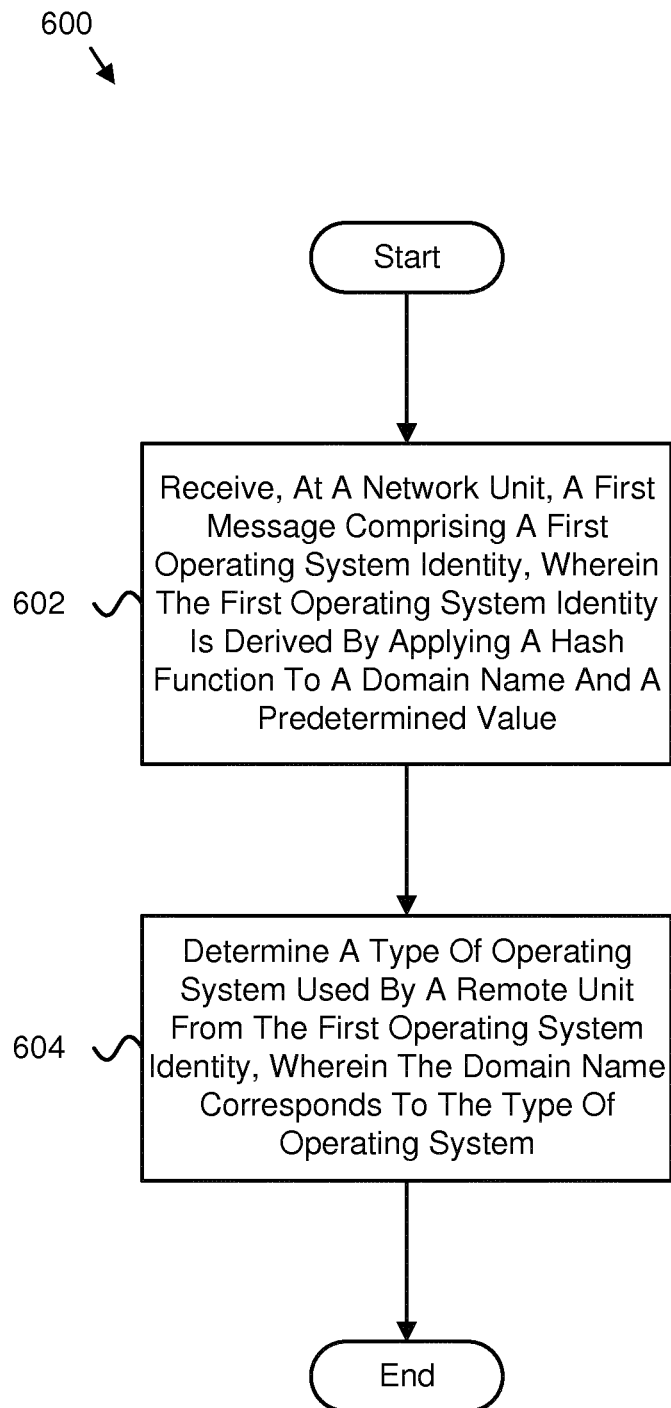 600
Start
Receive, At A Network Unit, A First
Message Comprising A First
Operating System Identity, Wherein
The First Operating System Identity
Is Derived By Applying A Hash
Function To A Domain Name And A
Predetermined Value
602
Determine A Type Of Operating
System Used By A Remote Unit
From The First Operating System
Identity, Wherein The Domain Name
Corresponds To The Type Of
Operating System
604
End